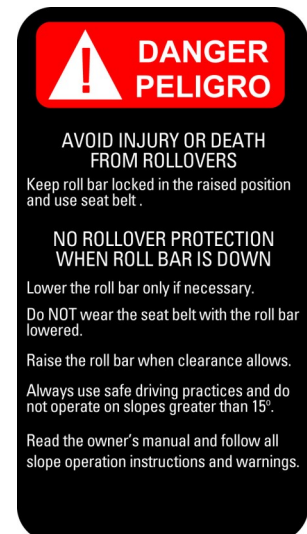 DANGER
PELIGRO
AVOID INJURY OR DEATH
FROM ROLLOVERS
Keep roll bar locked in the raised position
and use seat belt .
NO ROLLOVER PROTECTION
WHEN ROLL BAR IS DOWN
Lower the roll bar only if necessary.
Do NOT wear the seat belt with the roll bar
lowered.
Raise the roll bar when clearance allows.
Always use safe driving practices and do
not operate on slopes greater than 15º.
Read the owner's manual and follow all
slope operation instructions and warnings.